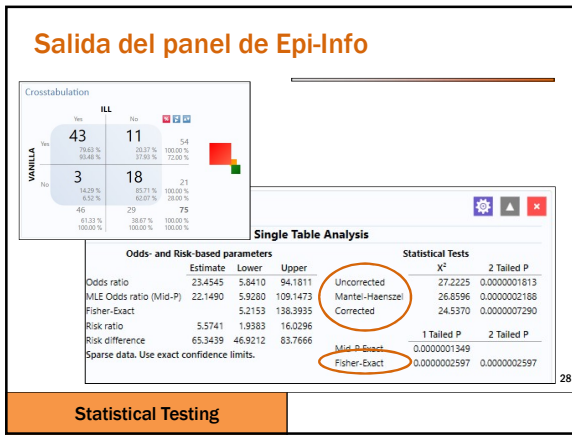 Salida del panel de Epi-Info
Crosstabulation
ILL
Yes No
VANILLA
Yes 43 11 54
79.63 % 20.37 % 100.00 %
93.48 % 37.93 % 72.00 %
No 3 18 21
14.29 % 85.71 % 100.00 %
6.52 % 62.07 % 28.00 %
46 29 75
61.33 % 38.67 % 100.00 %
100.00 % 100.00 % 100.00 %
Single Table Analysis
Odds- and Risk-based parameters Statistical Tests
Estimate Lower Upper X² 2 Tailed P
Odds ratio 23.4545 5.8410 94.1811 Uncorrected 27.2225 0.0000001813
MLE Odds ratio (Mid-P) 22.1490 5.9280 109.1473 Mantel-Haenszel 26.8596 0.0000002188
Fisher-Exact 5.2153 138.3935 Corrected 24.5370 0.0000007290
Risk ratio 5.5741 1.9383 16.0296
1 Tailed P 2 Tailed P
Risk difference 65.3439 46.9212 83.7666
Mid-P Exact 0.0000001349
Sparse data. Use exact confidence limits.
Fisher-Exact 0.0000002597 0.0000002597
28
Statistical Testing